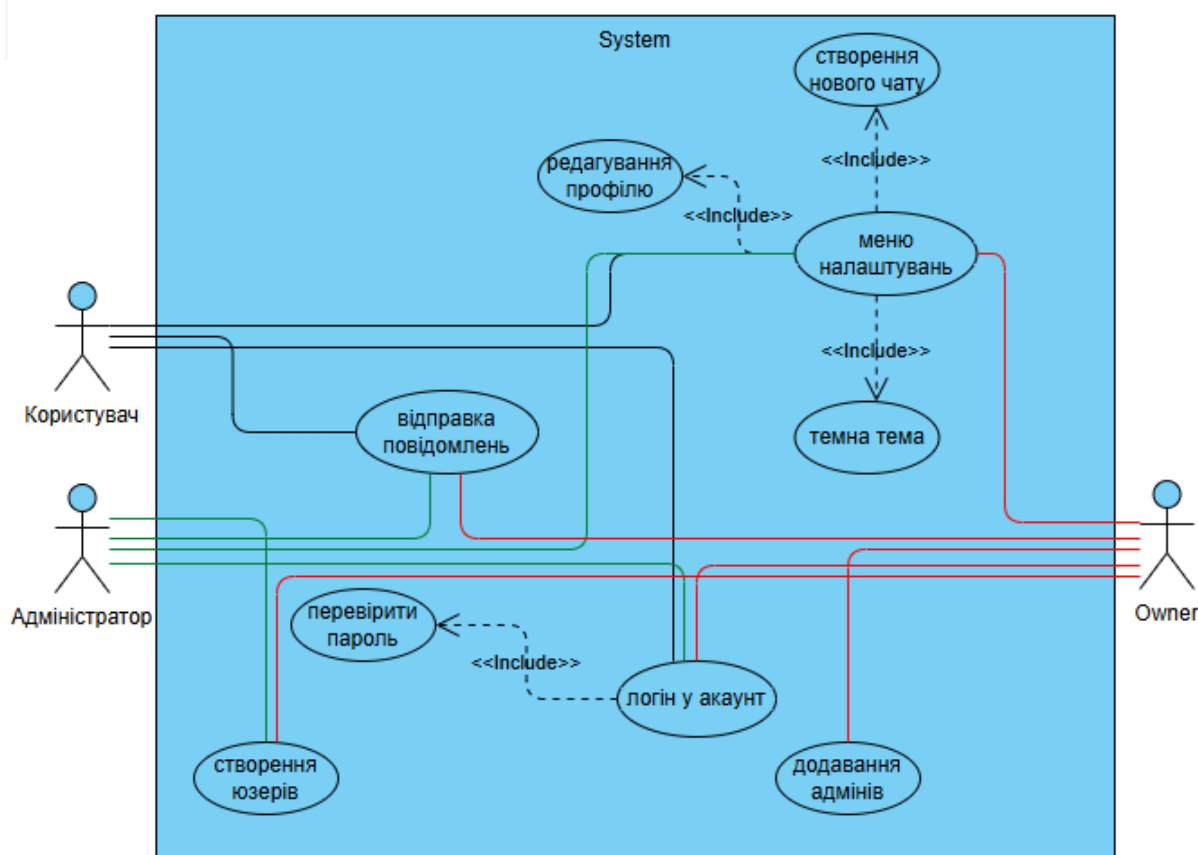 System
створення
нового чату
<<Include>>
редагування
профілю
<<Include>>
меню
налаштувань
<<Include>>
Користувач
відправка
повідомлень
темна тема
Адміністратор
Owner
перевірити
пароль
<<Include>>
логін у акаунт
створення
юзерів
додавання
адмінів